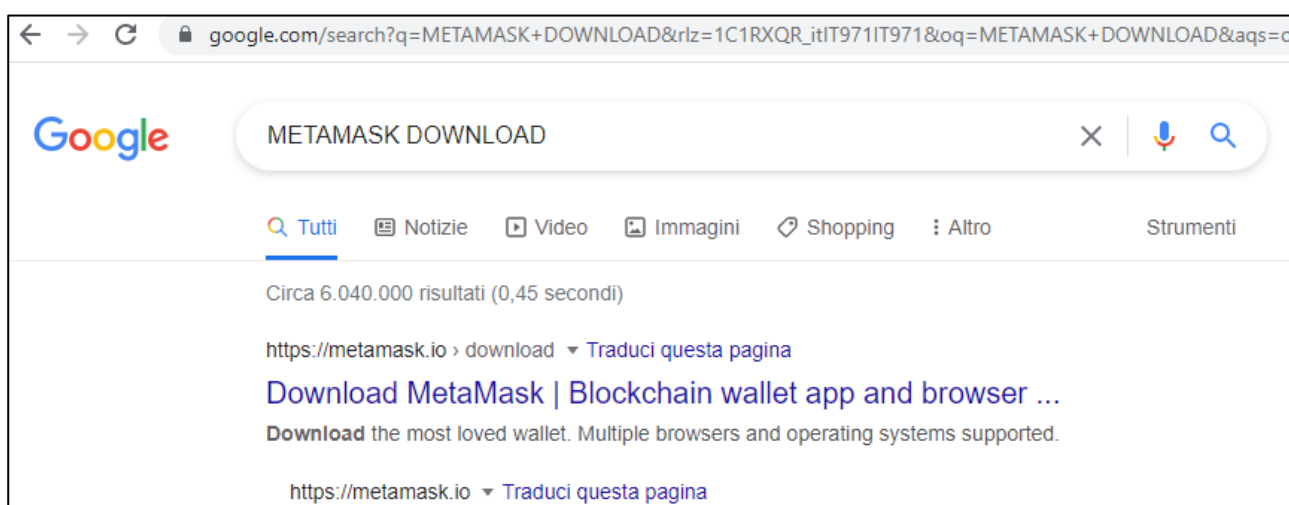 google.com/search?q=METAMASK+DOWNLOAD&rlz=1C1RXQR_itIT971IT971&oq=METAMASK+DOWNLOAD&aqs=c
Google METAMASK DOWNLOAD
Tutti Notizie Video Immagini Shopping Altro Strumenti
Circa 6.040.000 risultati (0,45 secondi)
https://metamask.io › download Traduci questa pagina
Download MetaMask | Blockchain wallet app and browser ...
Download the most loved wallet. Multiple browsers and operating systems supported.
https://metamask.io Traduci questa pagina